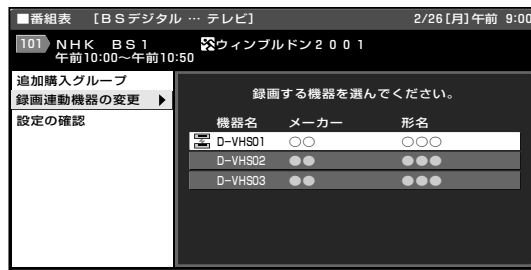 ■番組表 [BSデジタル … テレビ] 2/26[月]午前 9:00
101 NHK BS1 ウィンブルドン2001
午前10:00～午前10:50
追加購入グループ
録画連動機器の変更 ▶
設定の確認
録画する機器を選んでください。
機器名 メーカー 形名
D-VHS01 ○○ ○○○
D-VHS02 ●● ●●●
D-VHS03 ●● ●●●